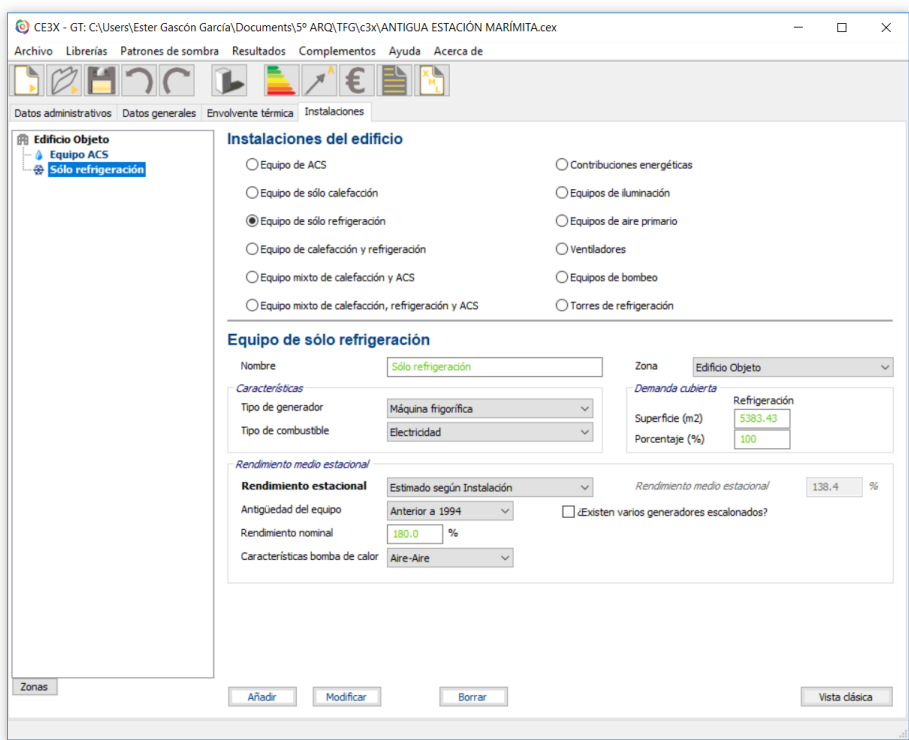 CE3X - GT: C:\Users\Ester Gascón García\Documents\5º ARQ\TFG\c3x\ANTIGUA ESTACIÓN MARÍMITA.cex
Archivo Librerías Patrones de sombra Resultados Complementos Ayuda Acerca de
Datos administrativos Datos generales Envolvente térmica Instalaciones
Edificio Objeto
Equipo ACS
Sólo refrigeración
Instalaciones del edificio
Equipo de ACS
Contribuciones energéticas
Equipo de sólo calefacción
Equipos de iluminación
Equipo de sólo refrigeración
Equipos de aire primario
Equipo de calefacción y refrigeración
Ventiladores
Equipo mixto de calefacción y ACS
Equipos de bombeo
Equipo mixto de calefacción, refrigeración y ACS
Torres de refrigeración
Equipo de sólo refrigeración
Nombre Sólo refrigeración
Zona Edificio Objeto
Características
Tipo de generador Máquina frigorífica
Tipo de combustible Electricidad
Demanda cubierta
Refrigeración
Superficie (m2) 5383.43
Porcentaje (%) 100
Rendimiento medio estacional
Rendimiento estacional Estimado según Instalación
Rendimiento medio estacional 138.4 %
Antigüedad del equipo Anterior a 1994
¿Existen varios generadores escalonados?
Rendimiento nominal 180.0 %
Características bomba de calor Aire-Aire
Zonas
Añadir Modificar Borrar Vista clásica